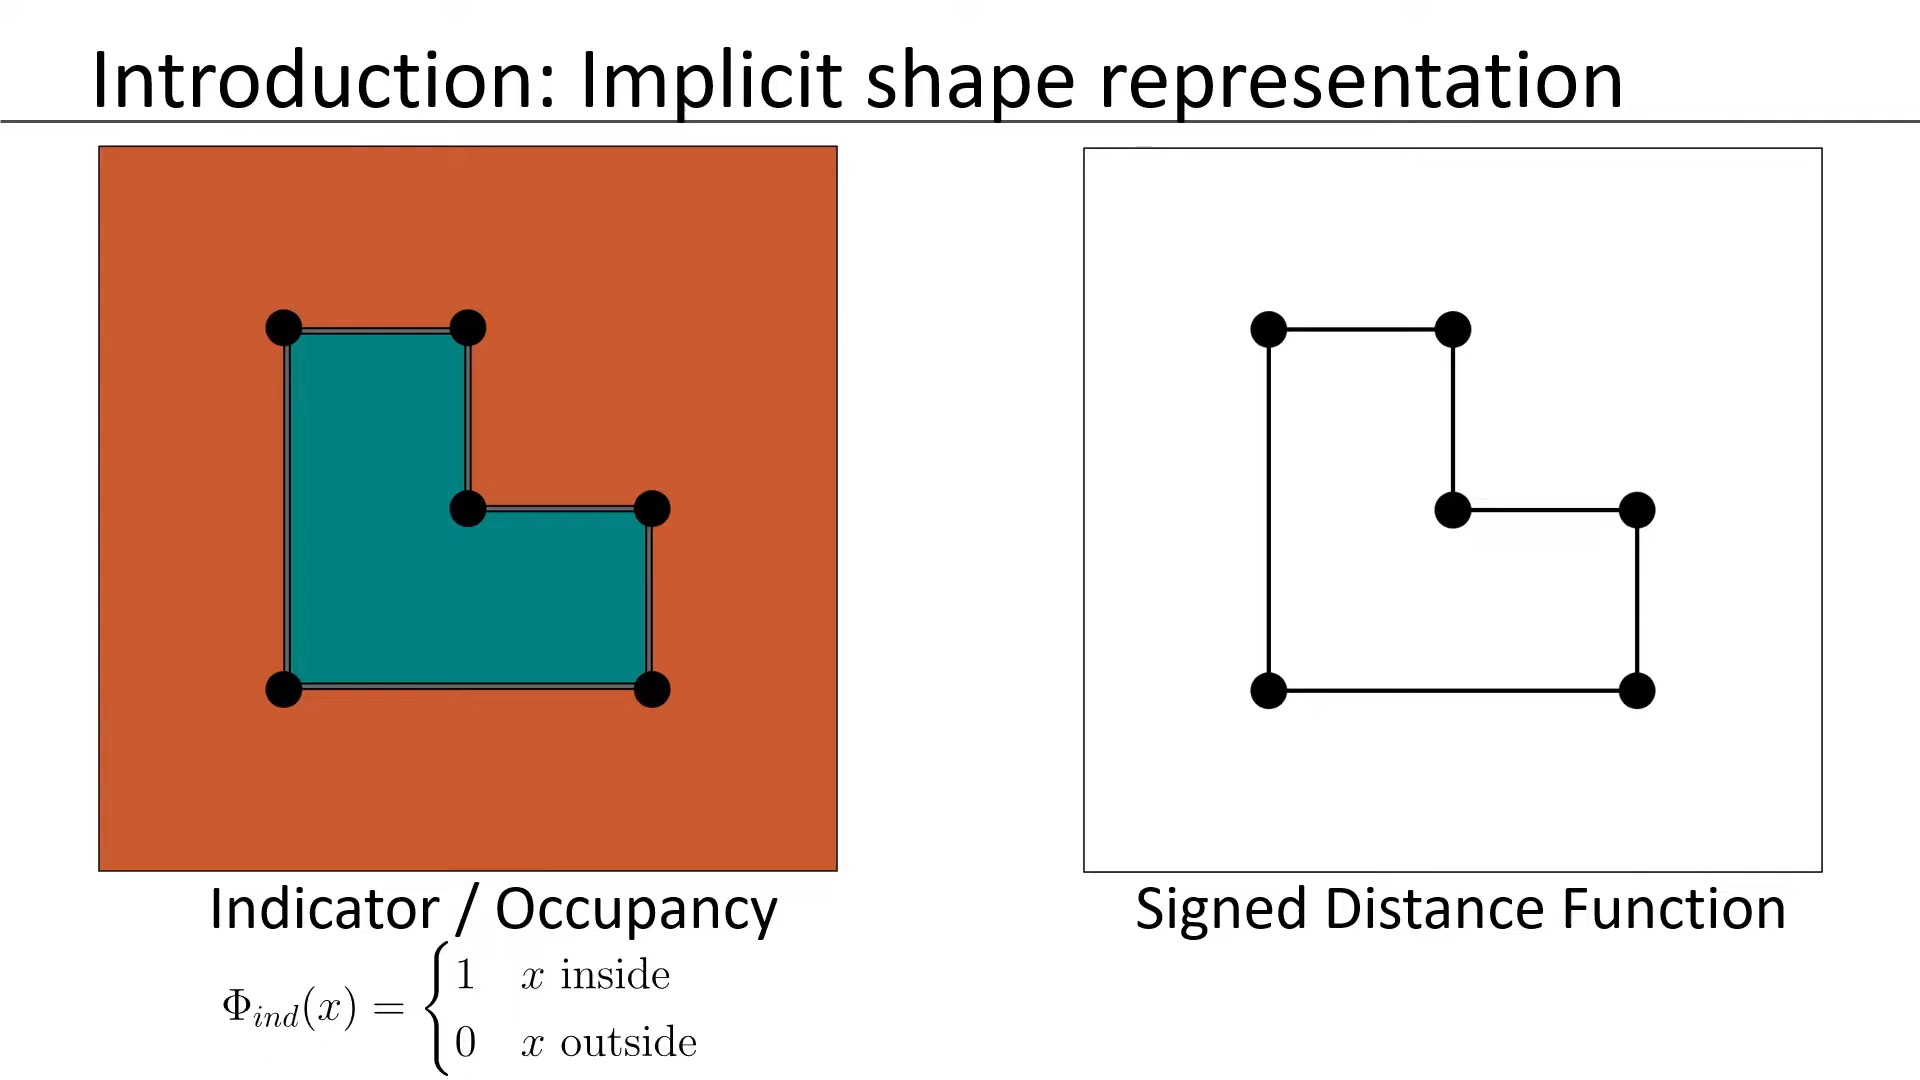 Introduction: Implicit shape representation
Indicator / Occupancy
Signed Distance Function
Φ_ind(x) = { 1 x inside
0 x outside